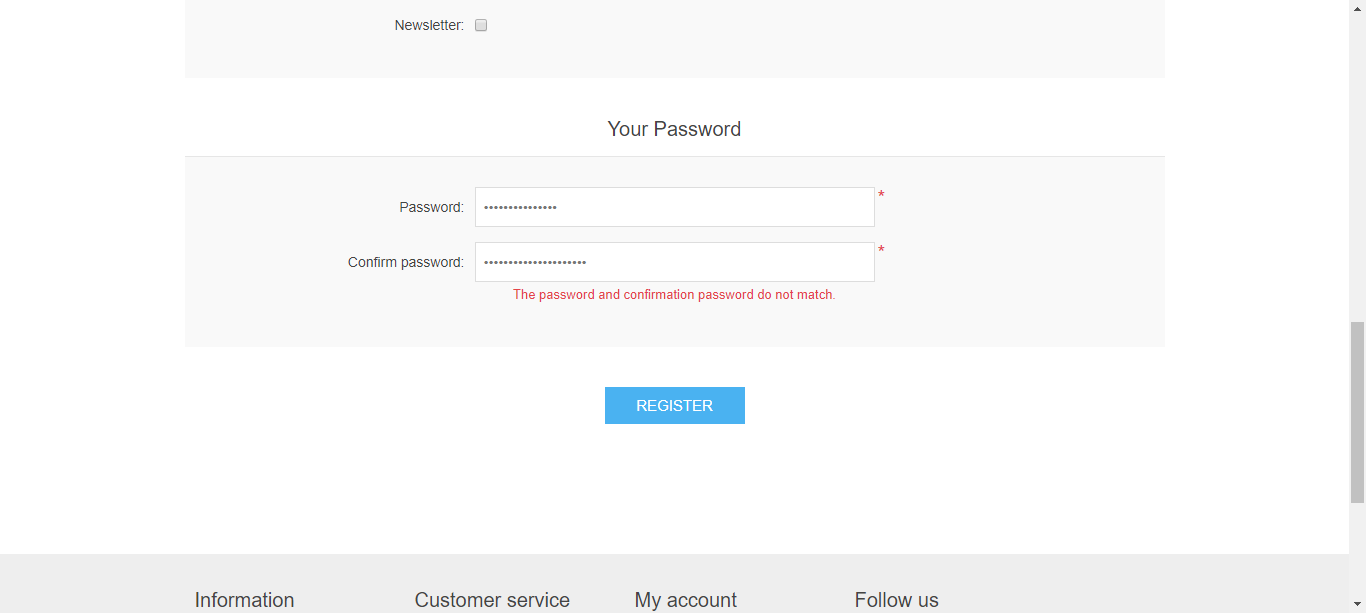 Newsletter:
Your Password
Password: ••••••••••••••• *
Confirm password: ••••••••••••••••••••• *
The password and confirmation password do not match.
REGISTER
Information Customer service My account Follow us